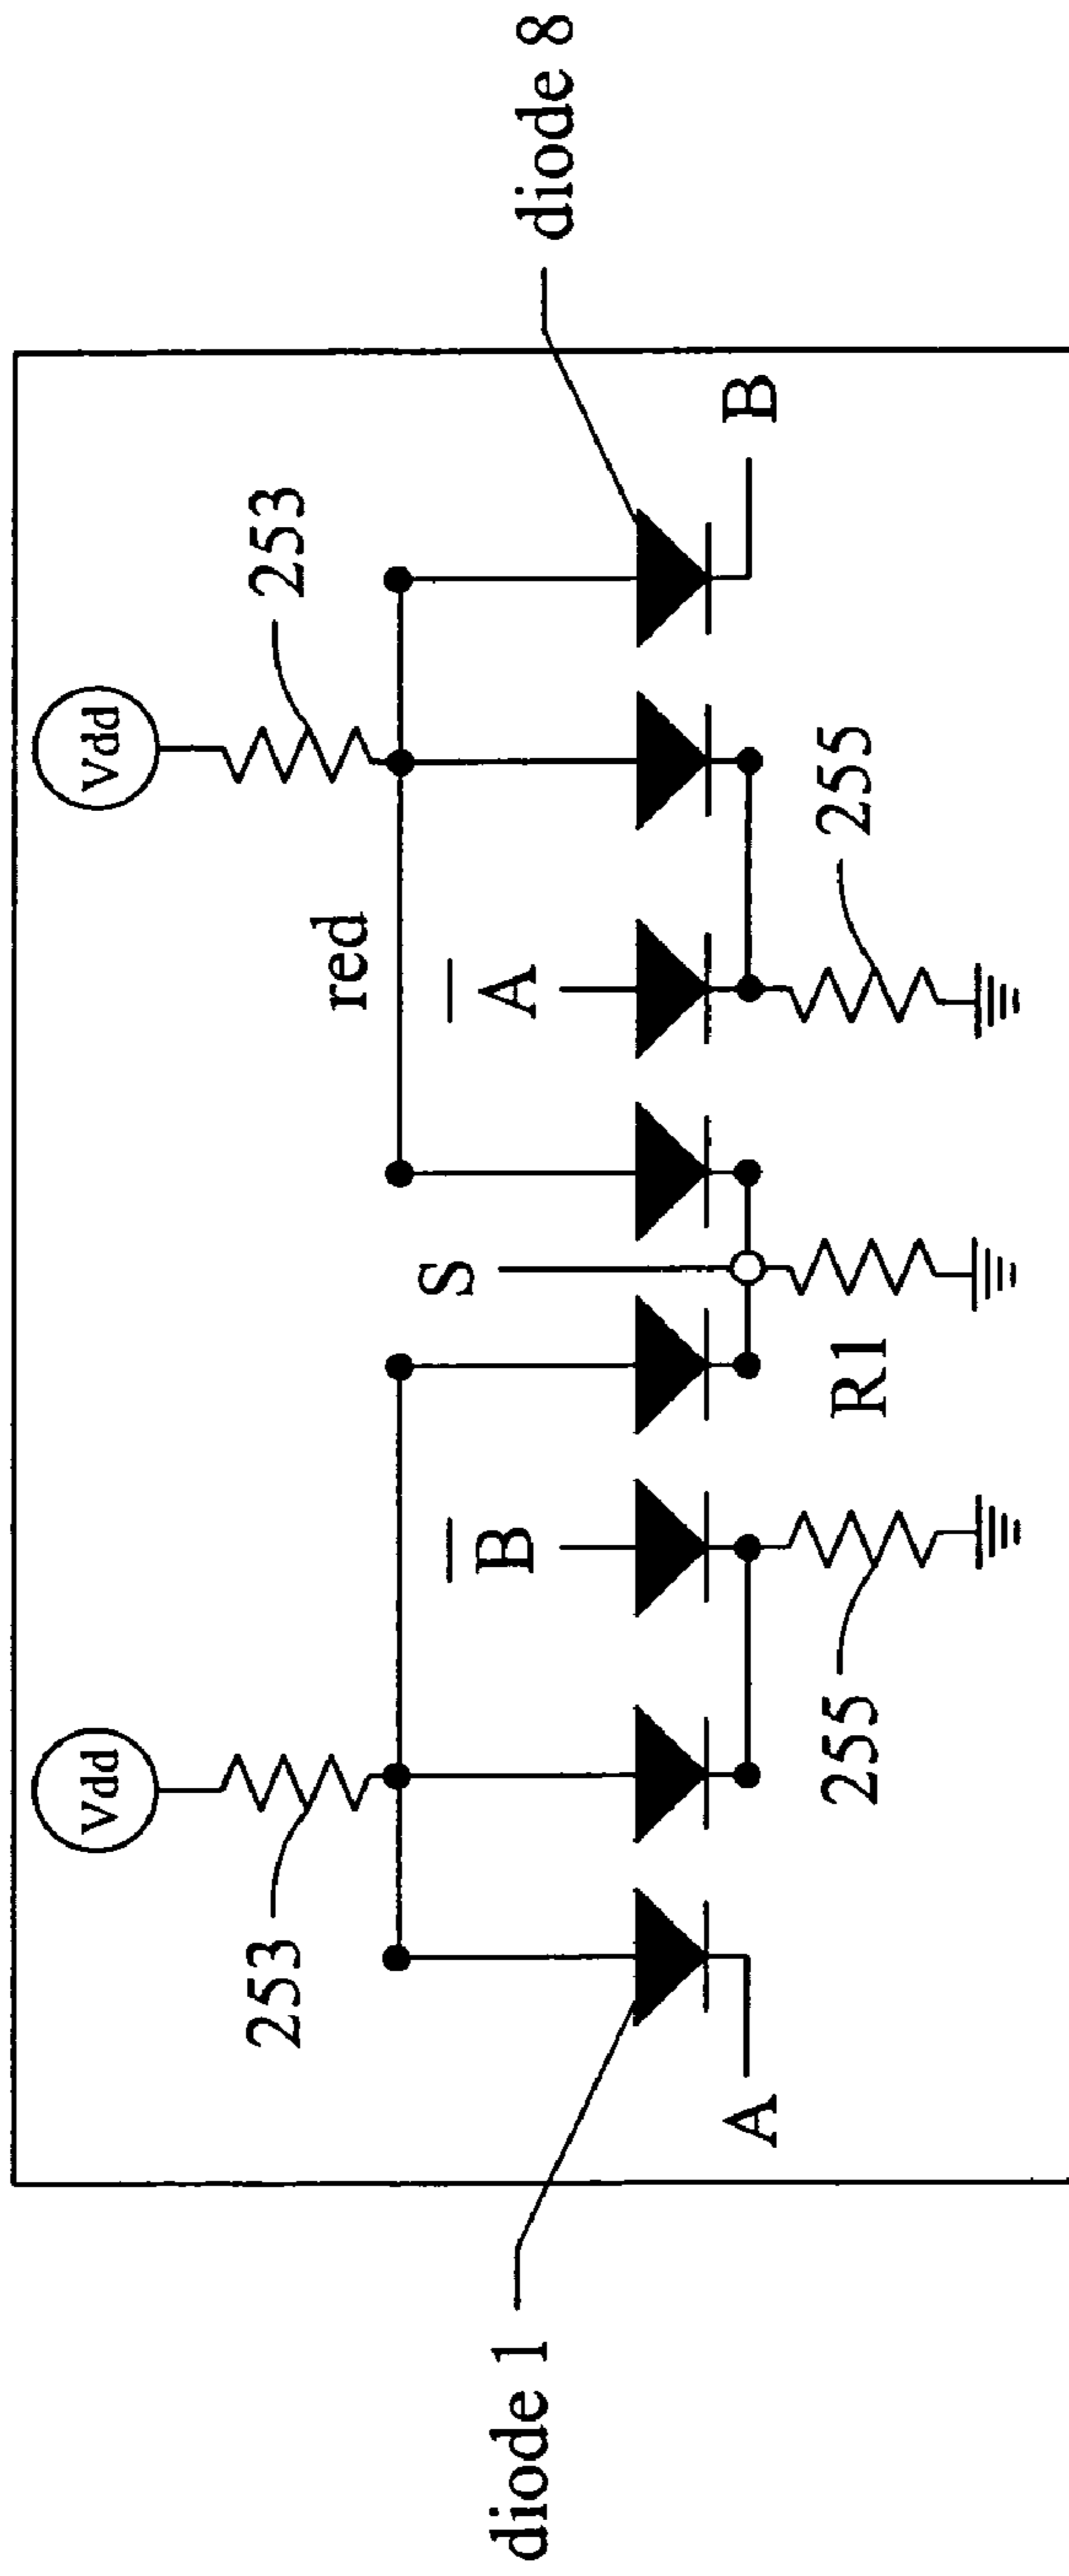 Vdd
Vdd
253
253
red
S
B̅
A̅
A
B
255
R1
255
diode 1
diode 8